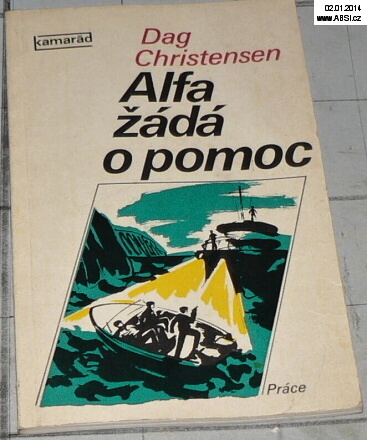 02.01.2014
www.ABSI.cz
kamarád
Dag
Christensen
Alfa
žádá
o pomoc
Práce